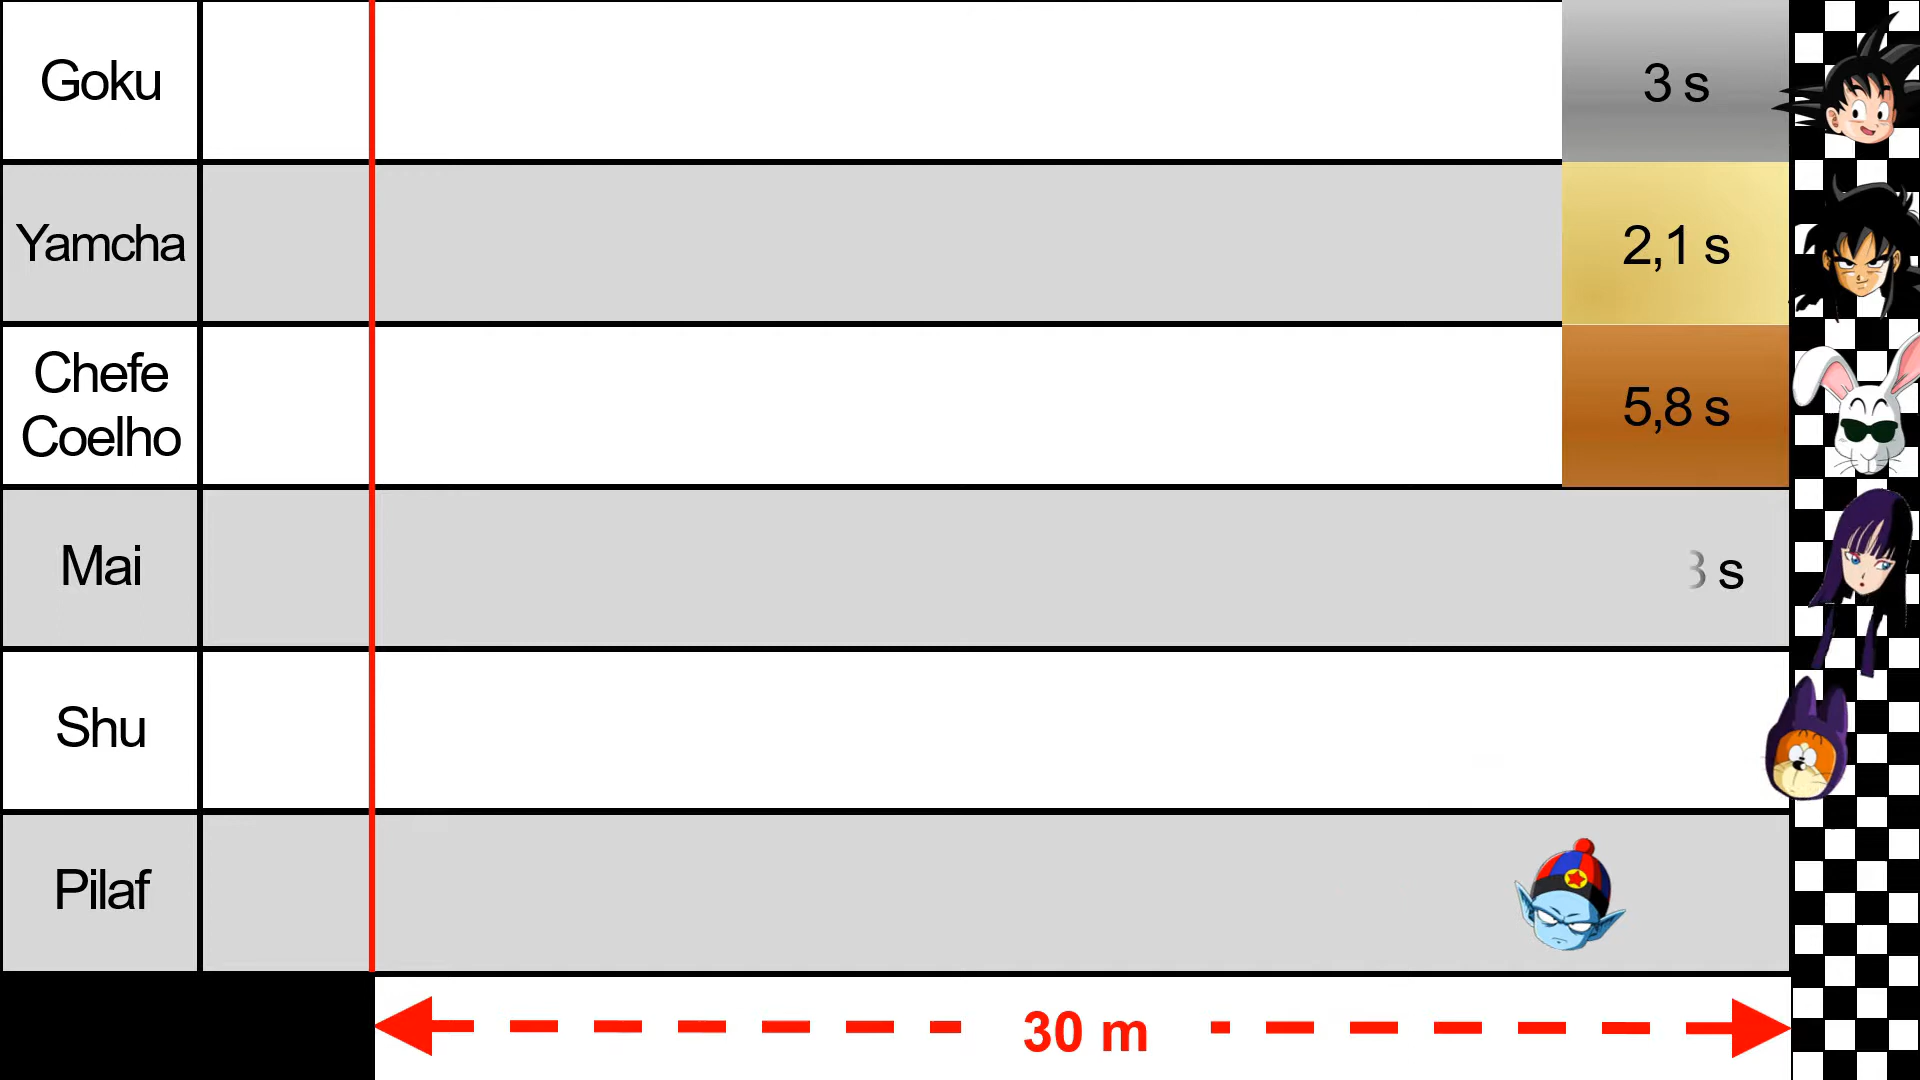 Goku
3 s
Yamcha
2,1 s
Chefe
Coelho
5,8 s
Mai
s
Shu
Pilaf
30 m